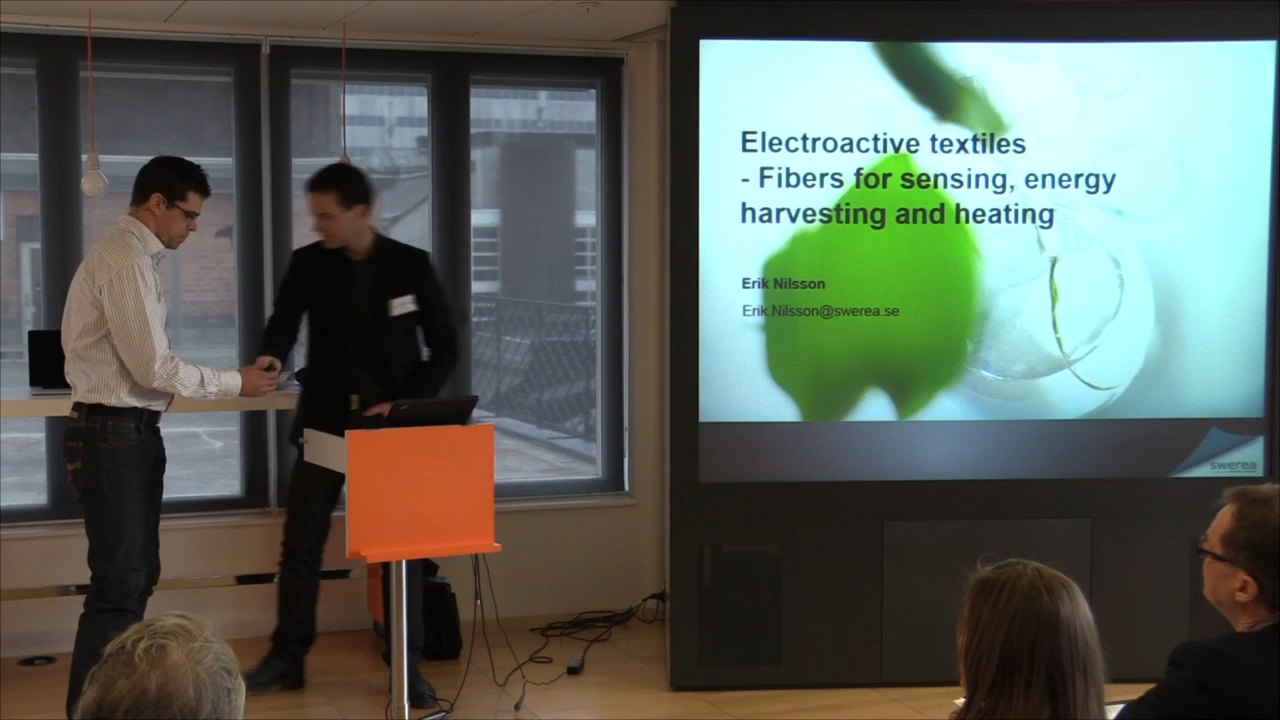 Electroactive textiles
- Fibers for sensing, energy
harvesting and heating
Erik Nilsson
Erik.Nilsson@swerea.se
swerea